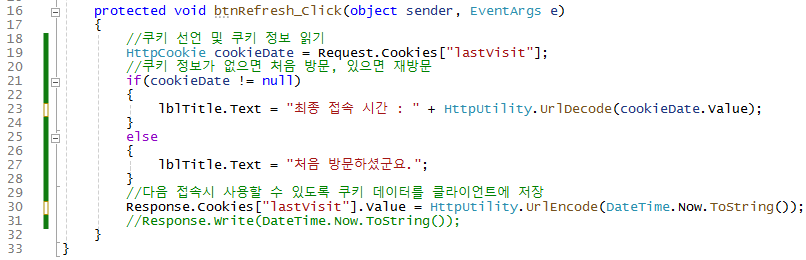 16 protected void btnRefresh_Click(object sender, EventArgs e)
17 {
18 //쿠키 선언 및 쿠키 정보 읽기
19 HttpCookie cookieDate = Request.Cookies["lastVisit"];
20 //쿠키 정보가 없으면 처음 방문, 있으면 재방문
21 if(cookieDate != null)
22 {
23 lblTitle.Text = "최종 접속 시간 : " + HttpUtility.UrlDecode(cookieDate.Value);
24 }
25 else
26 {
27 lblTitle.Text = "처음 방문하셨군요.";
28 }
29 //다음 접속시 사용할 수 있도록 쿠키 데이터를 클라이언트에 저장
30 Response.Cookies["lastVisit"].Value = HttpUtility.UrlEncode(DateTime.Now.ToString());
31 //Response.Write(DateTime.Now.ToString());
32 }
33 }